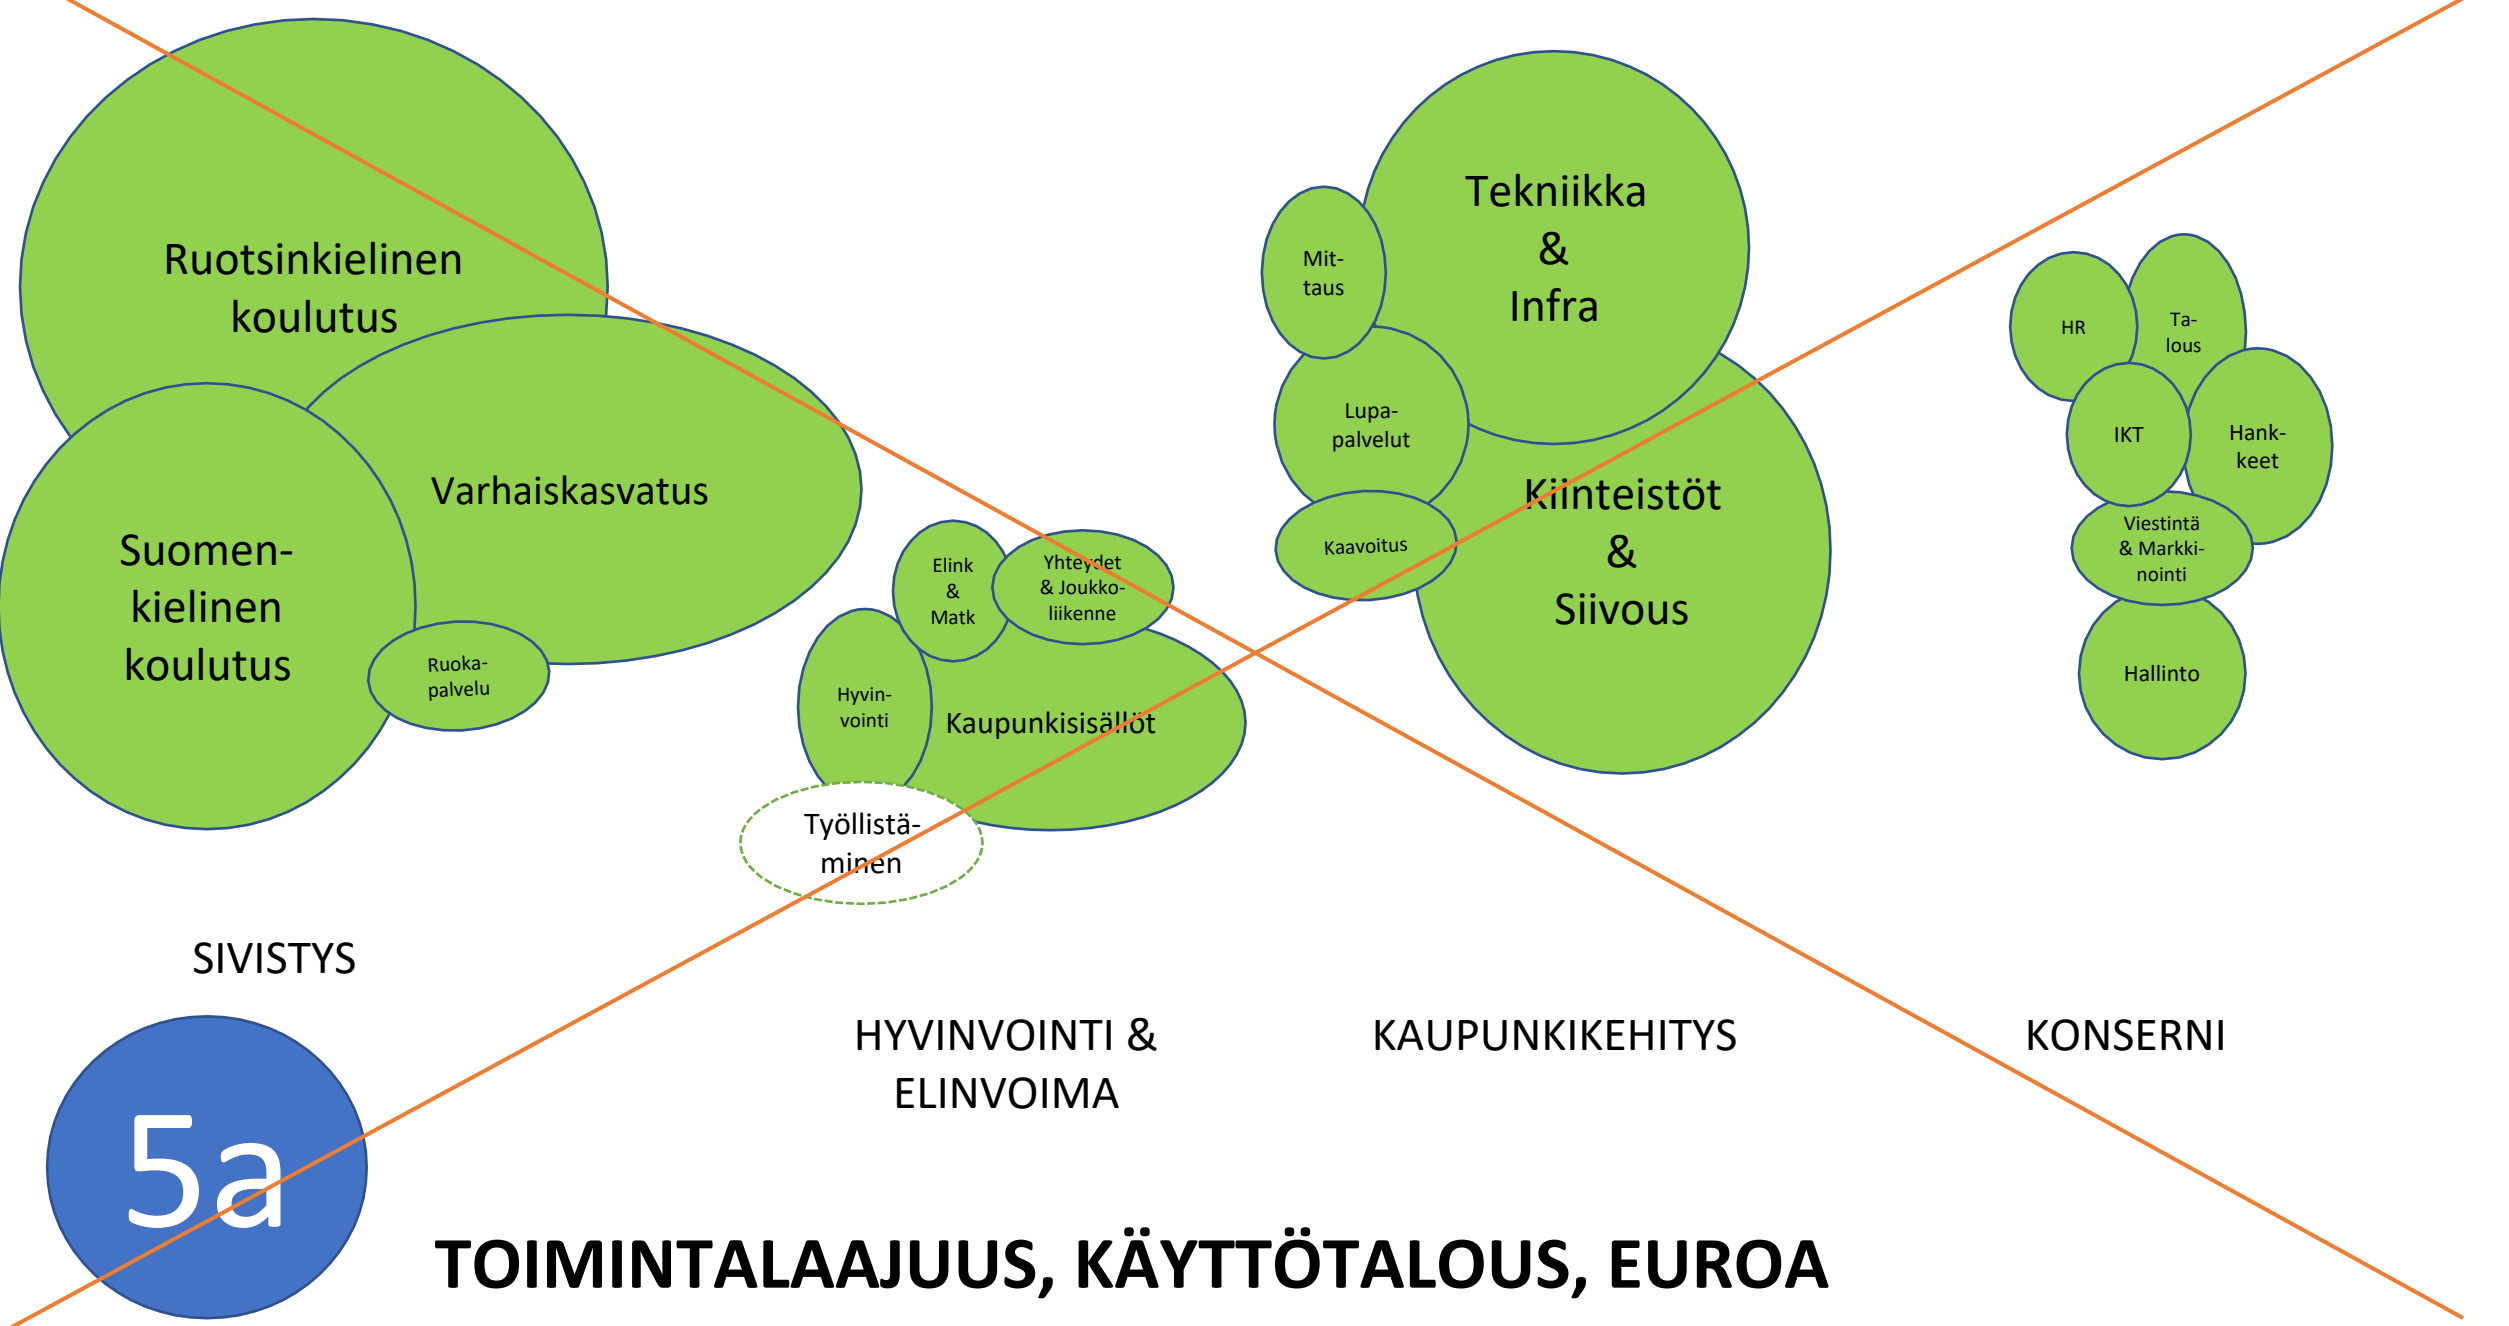 Ruotsinkielinen
koulutus
Varhaiskasvatus
Suomen-
kielinen
koulutus
Ruoka-
palvelu
Elink
&
Matk
Yhteydet
& Joukko-
liikenne
Hyvin-
vointi
Kaupunkisisällöt
Työllistä-
minen
Tekniikka
&
Infra
Mit-
taus
Lupa-
palvelut
Kaavoitus
Kiinteistöt
&
Siivous
HR
Ta-
lous
IKT
Hank-
keet
Viestintä
& Markki-
nointi
Hallinto
SIVISTYS
HYVINVOINTI &
ELINVOIMA
KAUPUNKIKEHITYS
KONSERNI
5a
TOIMINTALAAJUUS, KÄYTTÖTALOUS, EUROA